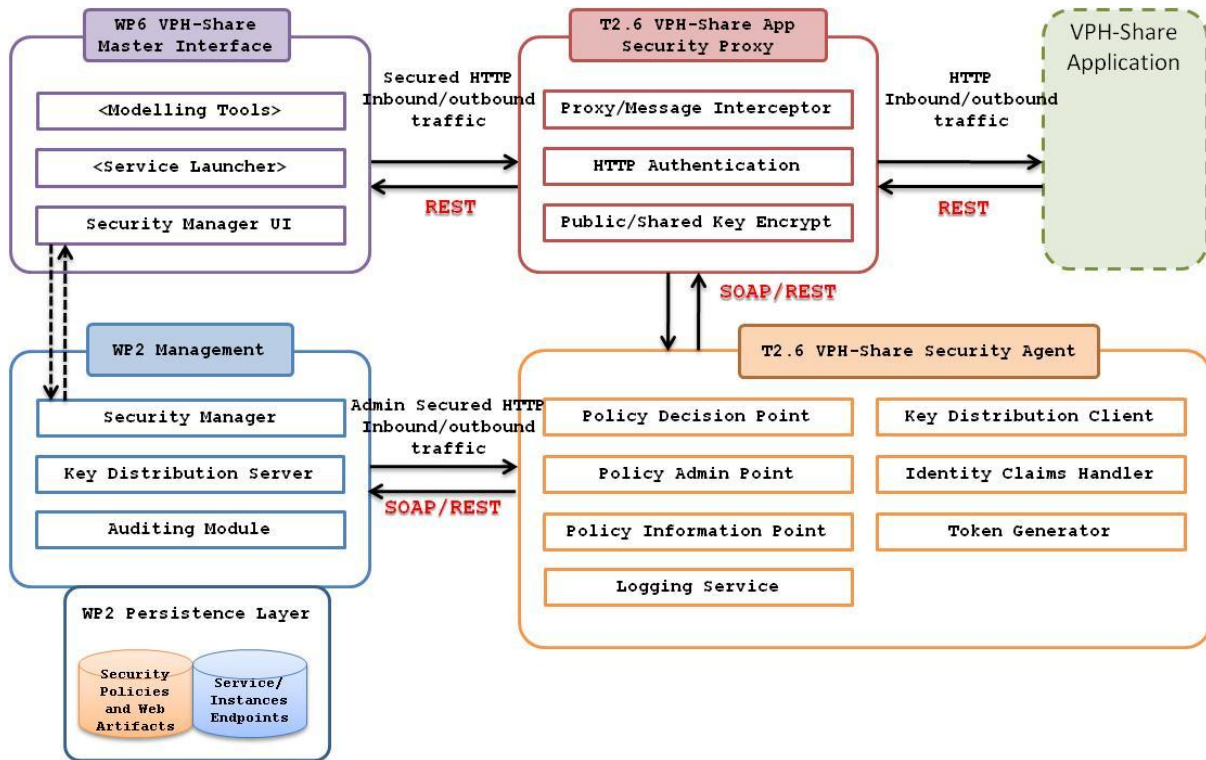 WP6 VPH-Share
Master Interface
<Modelling Tools>
<Service Launcher>
Security Manager UI
Secured HTTP
Inbound/outbound
traffic
REST
T2.6 VPH-Share App
Security Proxy
Proxy/Message Interceptor
HTTP Authentication
Public/Shared Key Encrypt
HTTP
Inbound/outbound
traffic
REST
VPH-Share
Application
SOAP/REST
WP2 Management
Security Manager
Key Distribution Server
Auditing Module
Admin Secured HTTP
Inbound/outbound
traffic
SOAP/REST
T2.6 VPH-Share Security Agent
Policy Decision Point
Policy Admin Point
Policy Information Point
Logging Service
Key Distribution Client
Identity Claims Handler
Token Generator
WP2 Persistence Layer
Security
Policies
and Web
Artifacts
Service/
Instances
Endpoints